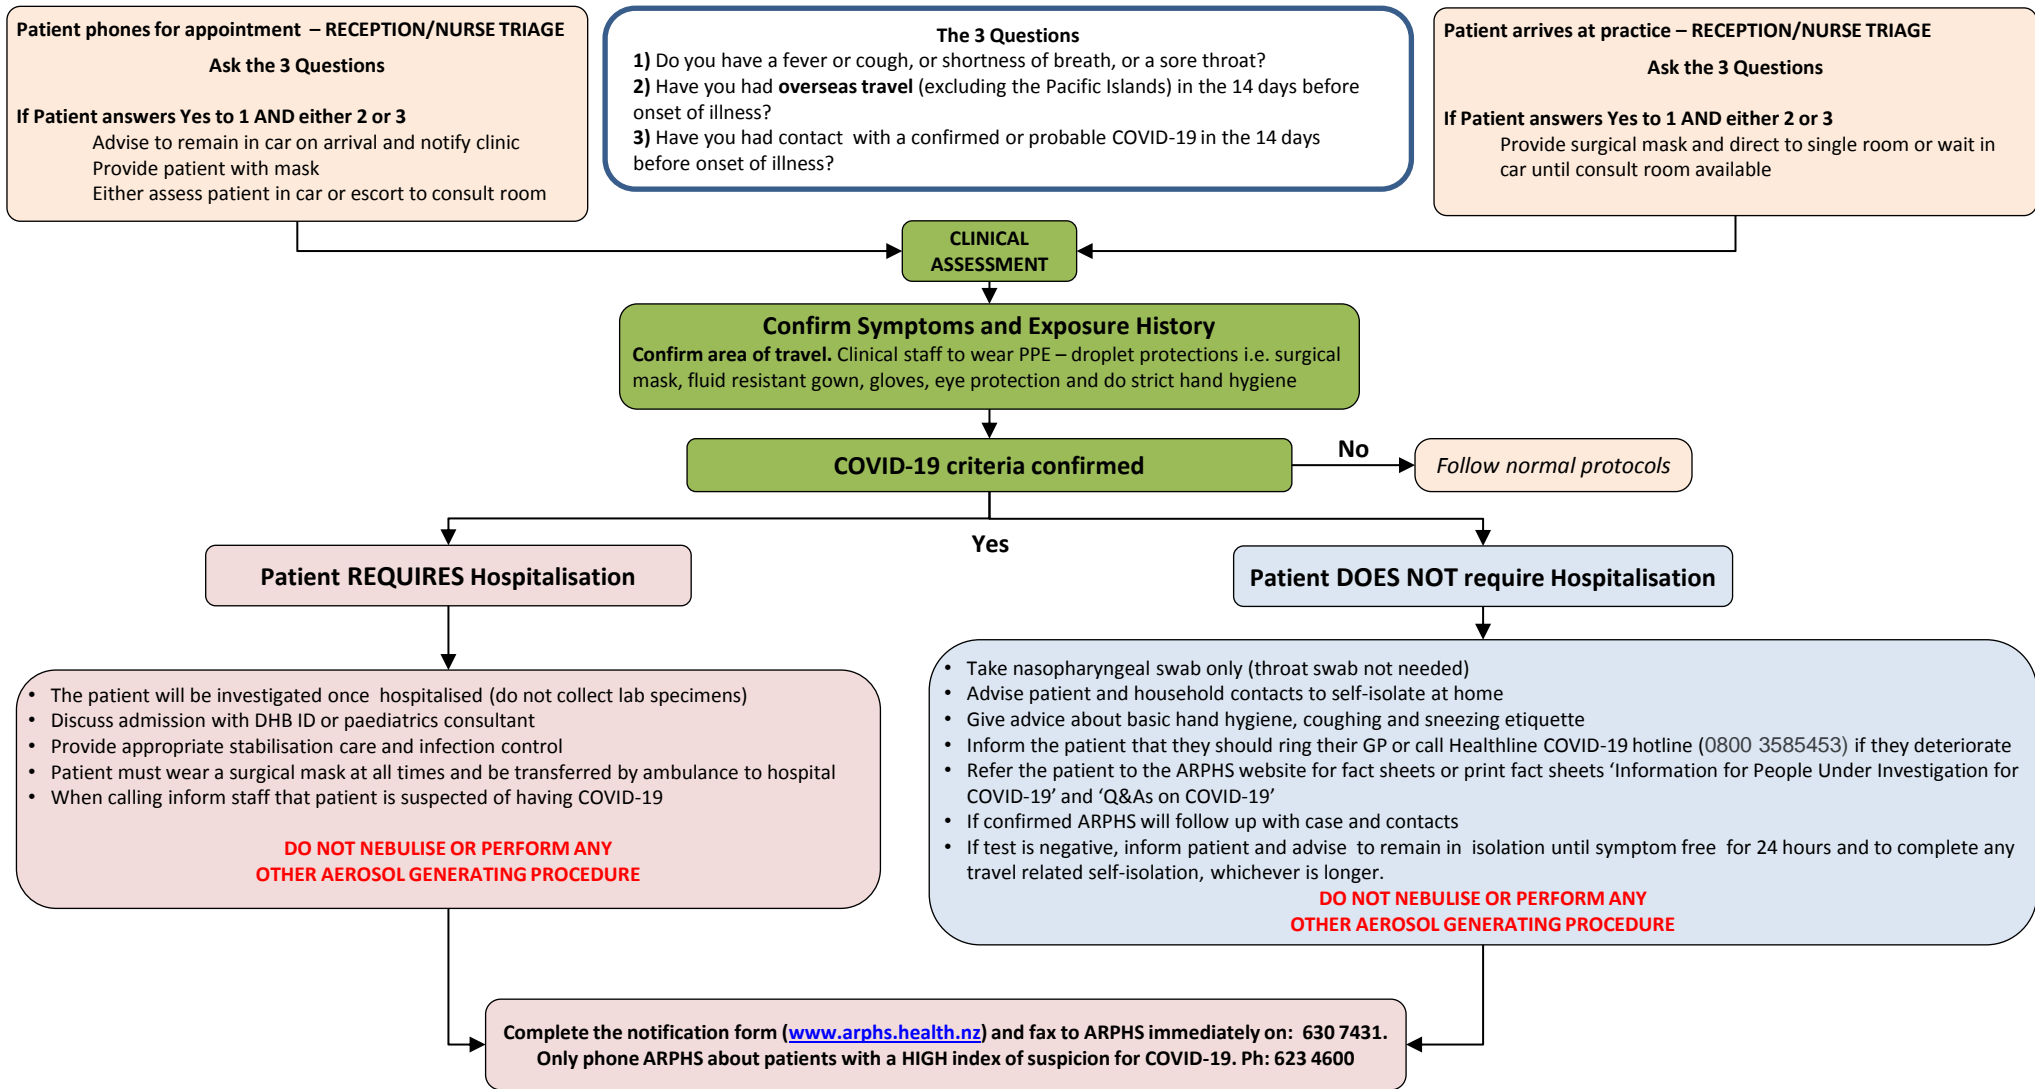 Patient phones for appointment – RECEPTION/NURSE TRIAGE
Ask the 3 Questions
If Patient answers Yes to 1 AND either 2 or 3
Advise to remain in car on arrival and notify clinic
Provide patient with mask
Either assess patient in car or escort to consult room
The 3 Questions
1) Do you have a fever or cough, or shortness of breath, or a sore throat?
2) Have you had overseas travel (excluding the Pacific Islands) in the 14 days before
onset of illness?
3) Have you had contact with a confirmed or probable COVID-19 in the 14 days
before onset of illness?
Patient arrives at practice – RECEPTION/NURSE TRIAGE
Ask the 3 Questions
If Patient answers Yes to 1 AND either 2 or 3
Provide surgical mask and direct to single room or wait in
car until consult room available
CLINICAL
ASSESSMENT
Confirm Symptoms and Exposure History
Confirm area of travel. Clinical staff to wear PPE – droplet protections i.e. surgical
mask, fluid resistant gown, gloves, eye protection and do strict hand hygiene
COVID-19 criteria confirmed
No
Follow normal protocols
Yes
Patient REQUIRES Hospitalisation
Patient DOES NOT require Hospitalisation
• The patient will be investigated once hospitalised (do not collect lab specimens)
• Discuss admission with DHB ID or paediatrics consultant
• Provide appropriate stabilisation care and infection control
• Patient must wear a surgical mask at all times and be transferred by ambulance to hospital
• When calling inform staff that patient is suspected of having COVID-19
DO NOT NEBULISE OR PERFORM ANY
OTHER AEROSOL GENERATING PROCEDURE
• Take nasopharyngeal swab only (throat swab not needed)
• Advise patient and household contacts to self-isolate at home
• Give advice about basic hand hygiene, coughing and sneezing etiquette
• Inform the patient that they should ring their GP or call Healthline COVID-19 hotline (0800 3585453) if they deteriorate
• Refer the patient to the ARPHS website for fact sheets or print fact sheets ‘Information for People Under Investigation for
COVID-19’ and ‘Q&As on COVID-19’
• If confirmed ARPHS will follow up with case and contacts
• If test is negative, inform patient and advise to remain in isolation until symptom free for 24 hours and to complete any
travel related self-isolation, whichever is longer.
DO NOT NEBULISE OR PERFORM ANY
OTHER AEROSOL GENERATING PROCEDURE
Complete the notification form (www.arphs.health.nz) and fax to ARPHS immediately on: 630 7431.
Only phone ARPHS about patients with a HIGH index of suspicion for COVID-19. Ph: 623 4600